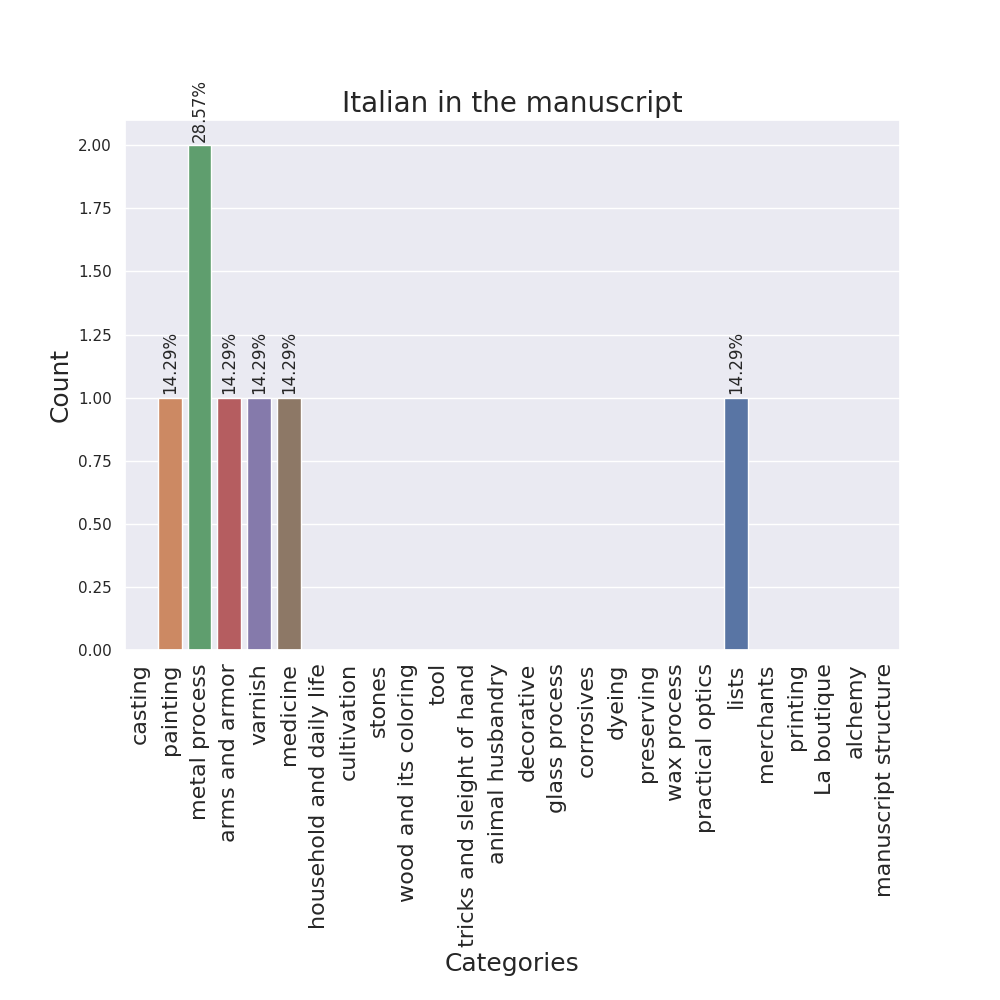 Italian in the manuscript
28.57%
14.29%
14.29%
14.29%
14.29%
14.29%
2.00
1.75
1.50
1.25
1.00
0.75
0.50
0.25
0.00
Count
casting
painting
metal process
arms and armor
varnish
medicine
household and daily life
cultivation
stones
wood and its coloring
tool
tricks and sleight of hand
animal husbandry
decorative
glass process
corrosives
dyeing
preserving
wax process
practical optics
lists
merchants
printing
La boutique
alchemy
manuscript structure
Categories